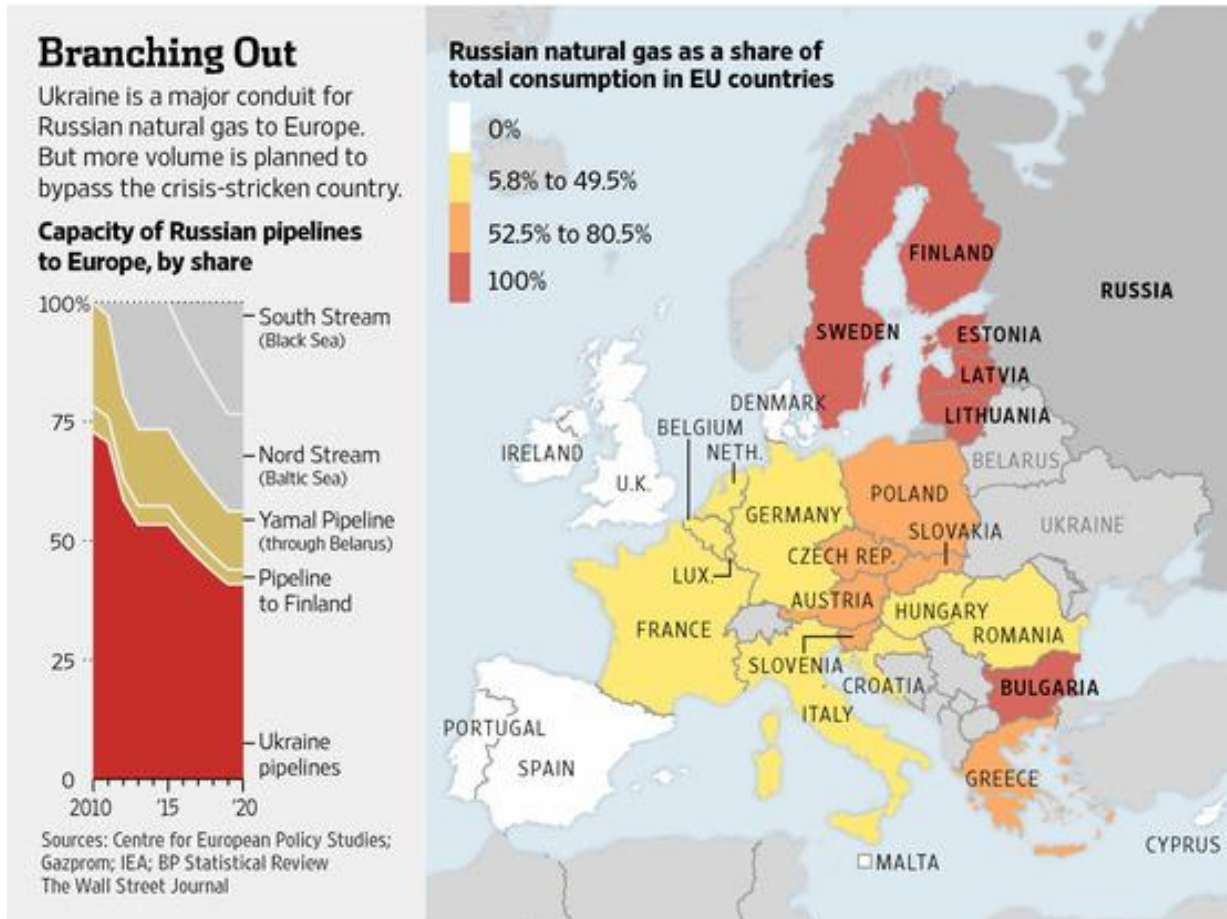 Branching Out
Ukraine is a major conduit for
Russian natural gas to Europe.
But more volume is planned to
bypass the crisis-stricken country.
Capacity of Russian pipelines
to Europe, by share
100%
75
50
25
0
2010
'15
'20
South Stream
(Black Sea)
Nord Stream
(Baltic Sea)
Yamal Pipeline
(through Belarus)
Pipeline
to Finland
Ukraine
pipelines
Sources: Centre for European Policy Studies;
Gazprom; IEA; BP Statistical Review
The Wall Street Journal
Russian natural gas as a share of
total consumption in EU countries
0%
5.8% to 49.5%
52.5% to 80.5%
100%
FINLAND
RUSSIA
SWEDEN
ESTONIA
LATVIA
LITHUANIA
DENMARK
BELGIUM
NETH.
IRELAND
U.K.
BELARUS
POLAND
GERMANY
UKRAINE
SLOVAKIA
CZECH REP.
LUX.
AUSTRIA
HUNGARY
FRANCE
ROMANIA
SLOVENIA
CROATIA
BULGARIA
ITALY
PORTUGAL
SPAIN
GREECE
CYPRUS
MALTA